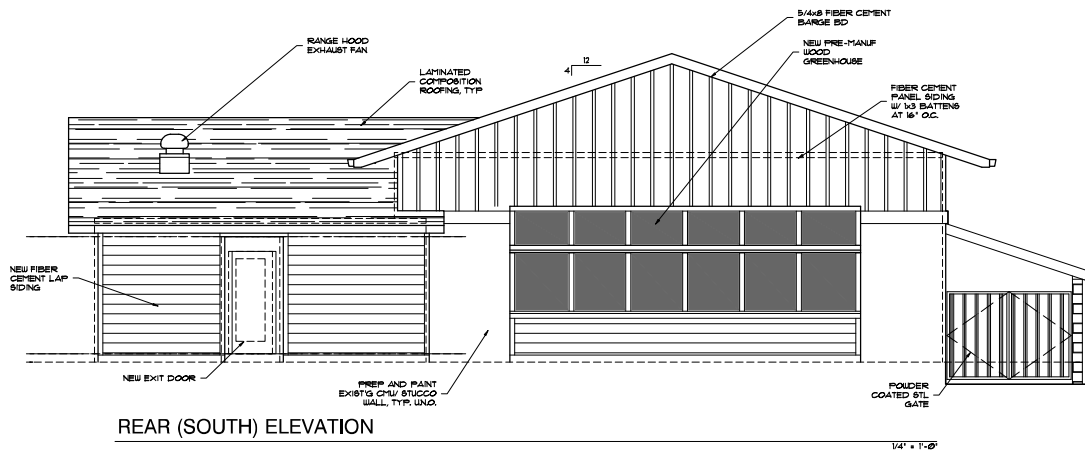 RANGE HOOD
EXHAUST FAN
LAMINATED
COMPOSITION
ROOFING, TYP
12
4
5/4x8 FIBER CEMENT
BARGE BD
NEW PRE-MANUF
WOOD
GREENHOUSE
FIBER CEMENT
PANEL SIDING
W/ 1x3 BATTENS
AT 16" O.C.
NEW FIBER
CEMENT LAP
SIDING
NEW EXIT DOOR
PREP AND PAINT
EXIST'G CMU/ STUCCO
WALL, TYP. U.N.O.
POWDER
COATED STL
GATE
REAR (SOUTH) ELEVATION
1/4" = 1'-0"